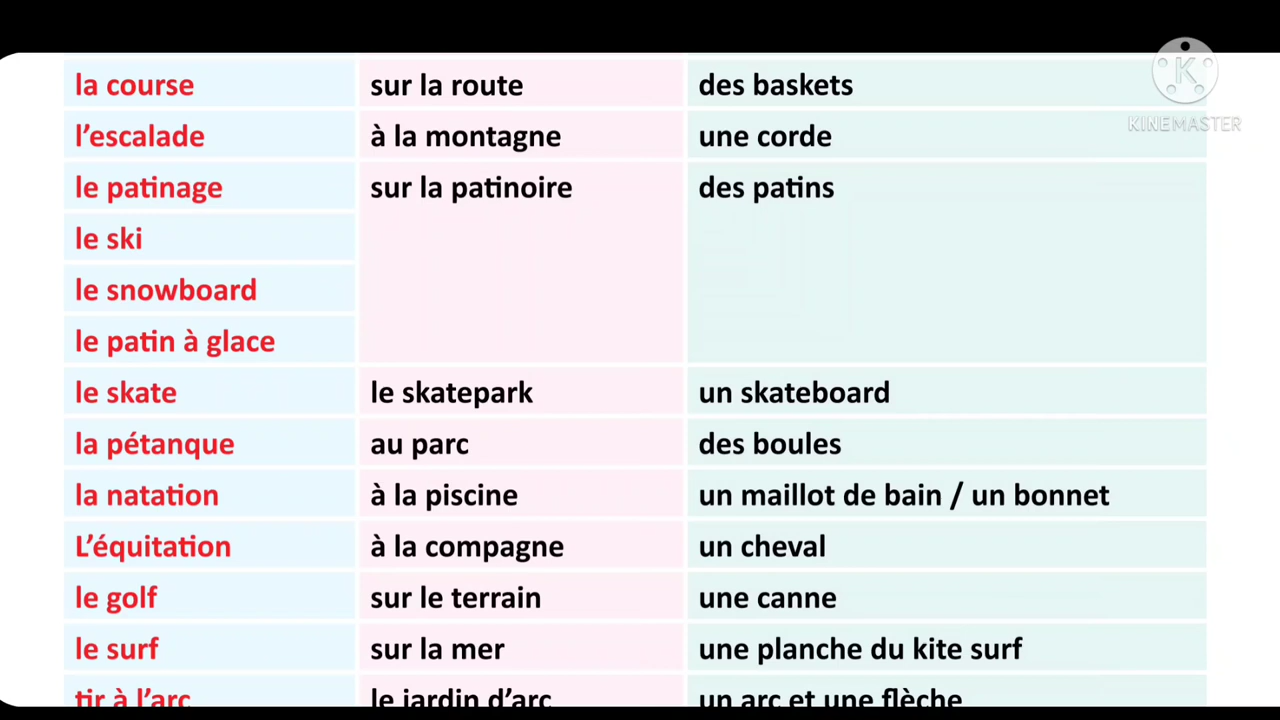 la course sur la route des baskets
KINEMASTER
l'escalade à la montagne une corde
le patinage sur la patinoire des patins
le ski
le snowboard
le patin à glace
le skate le skatepark un skateboard
la pétanque au parc des boules
la natation à la piscine un maillot de bain / un bonnet
L'équitation à la compagne un cheval
le golf sur le terrain une canne
le surf sur la mer une planche du kite surf
tir à l'arc le jardin d'arc un arc et une flèche